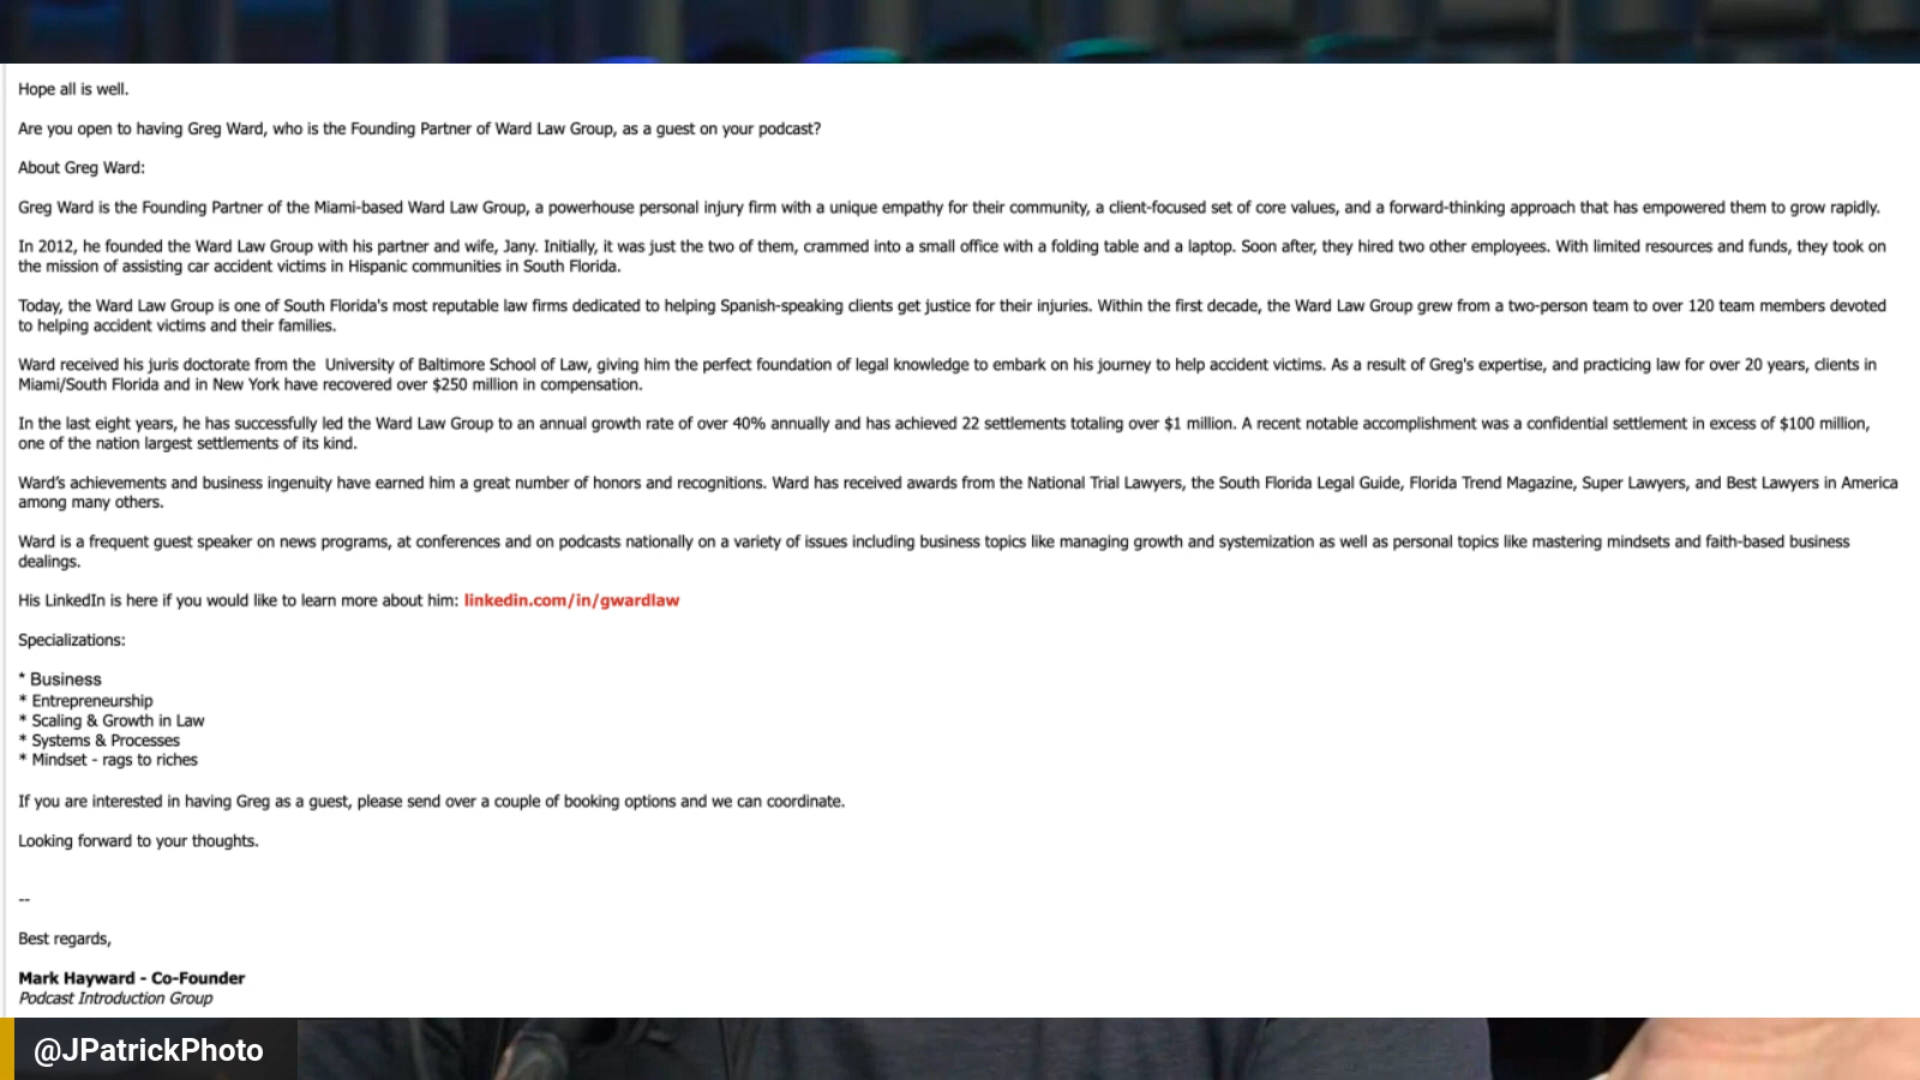 Hope all is well.
Are you open to having Greg Ward, who is the Founding Partner of Ward Law Group, as a guest on your podcast?
About Greg Ward:
Greg Ward is the Founding Partner of the Miami-based Ward Law Group, a powerhouse personal injury firm with a unique empathy for their community, a client-focused set of core values, and a forward-thinking approach that has empowered them to grow rapidly.
In 2012, he founded the Ward Law Group with his partner and wife, Jany. Initially, it was just the two of them, crammed into a small office with a folding table and a laptop. Soon after, they hired two other employees. With limited resources and funds, they took on
the mission of assisting car accident victims in Hispanic communities in South Florida.
Today, the Ward Law Group is one of South Florida's most reputable law firms dedicated to helping Spanish-speaking clients get justice for their injuries. Within the first decade, the Ward Law Group grew from a two-person team to over 120 team members devoted
to helping accident victims and their families.
Ward received his juris doctorate from the University of Baltimore School of Law, giving him the perfect foundation of legal knowledge to embark on his journey to help accident victims. As a result of Greg's expertise, and practicing law for over 20 years, clients in
Miami/South Florida and in New York have recovered over $250 million in compensation.
In the last eight years, he has successfully led the Ward Law Group to an annual growth rate of over 40% annually and has achieved 22 settlements totaling over $1 million. A recent notable accomplishment was a confidential settlement in excess of $100 million,
one of the nation largest settlements of its kind.
Ward's achievements and business ingenuity have earned him a great number of honors and recognitions. Ward has received awards from the National Trial Lawyers, the South Florida Legal Guide, Florida Trend Magazine, Super Lawyers, and Best Lawyers in America
among many others.
Ward is a frequent guest speaker on news programs, at conferences and on podcasts nationally on a variety of issues including business topics like managing growth and systemization as well as personal topics like mastering mindsets and faith-based business
dealings.
His LinkedIn is here if you would like to learn more about him: linkedin.com/in/gwardlaw
Specializations:
* Business
* Entrepreneurship
* Scaling & Growth in Law
* Systems & Processes
* Mindset - rags to riches
If you are interested in having Greg as a guest, please send over a couple of booking options and we can coordinate.
Looking forward to your thoughts.
--
Best regards,
Mark Hayward - Co-Founder
Podcast Introduction Group
@JPatrickPhoto